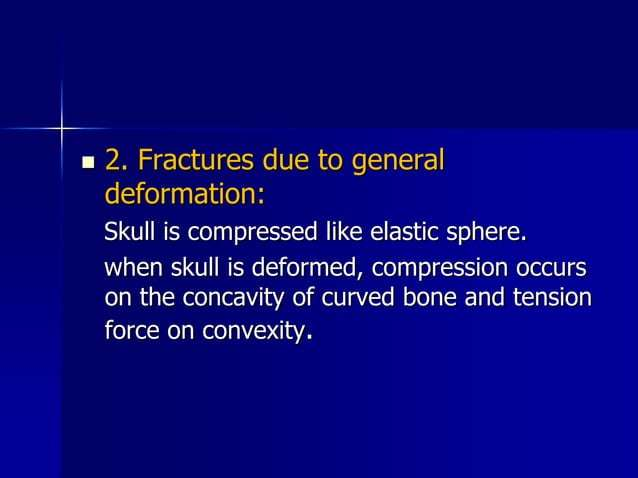 2. Fractures due to general
deformation:
Skull is compressed like elastic sphere.
when skull is deformed, compression occurs
on the concavity of curved bone and tension
force on convexity.